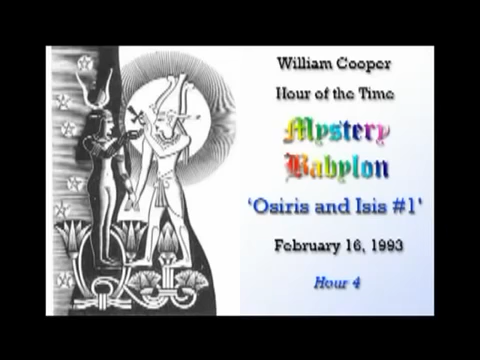 William Cooper
Hour of the Time
Mystery
Babylon
'Osiris and Isis #1'
February 16, 1993
Hour 4